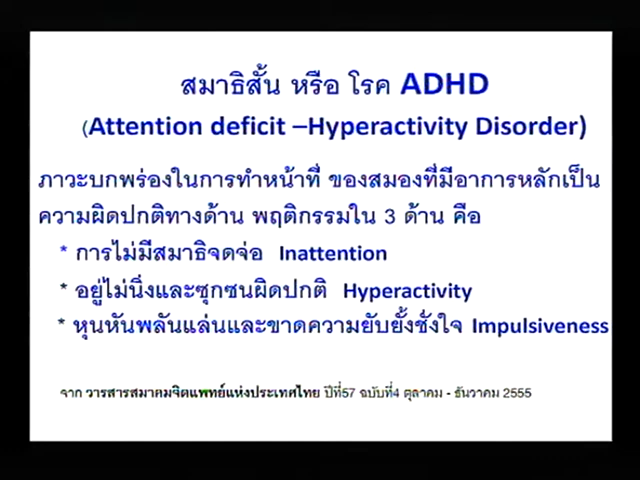 สมาธิสั้น หรือ โรค ADHD
(Attention deficit –Hyperactivity Disorder)
ภาวะบกพร่องในการทำหน้าที่ ของสมองที่มีอาการหลักเป็น
ความผิดปกติทางด้าน พฤติกรรมใน 3 ด้าน คือ
* การไม่มีสมาธิจดจ่อ Inattention
* อยู่ไม่นิ่งและซุกซนผิดปกติ Hyperactivity
* หุนหันพลันแล่นและขาดความยับยั้งชั่งใจ Impulsiveness
จาก วารสารสมาคมจิตแพทย์แห่งประเทศไทย ปีที่57 ฉบับที่4 ตุลาคม - ธันวาคม 2555